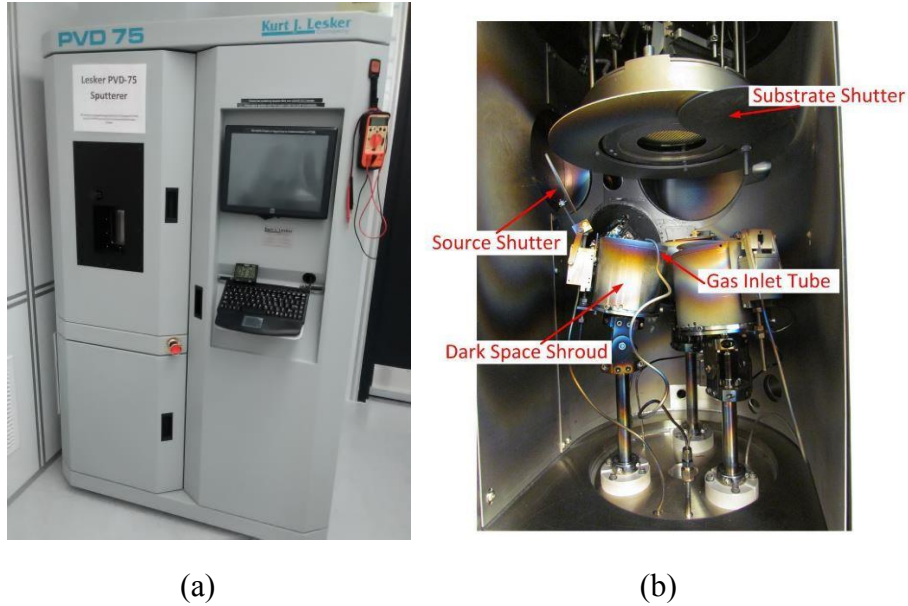 PVD 75
Kurt J. Lesker
Lesker PVD-75
Sputterer
Substrate Shutter
Source Shutter
Gas Inlet Tube
Dark Space Shroud
(a)
(b)